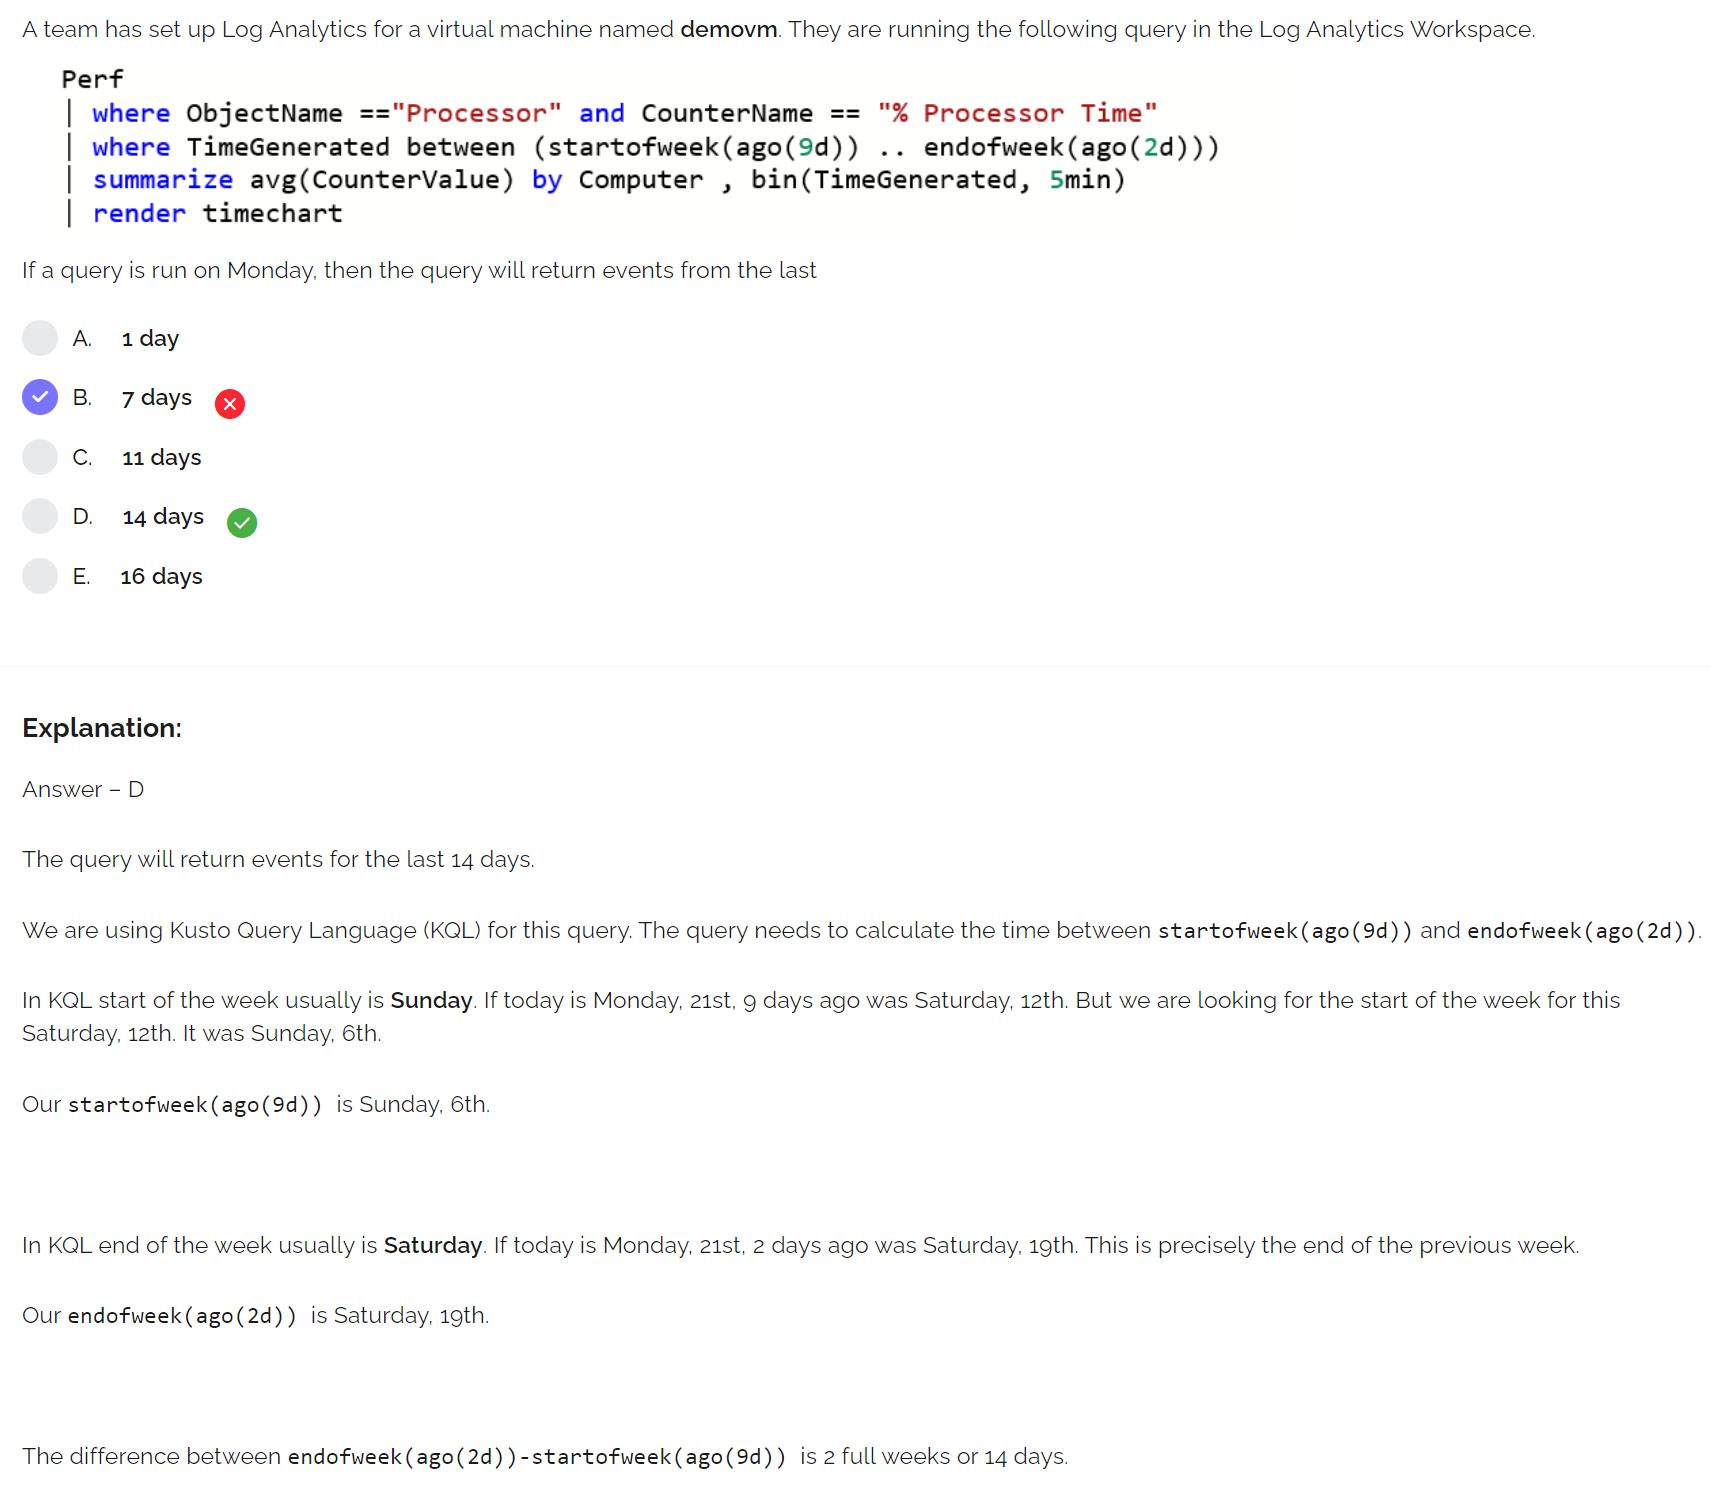 A team has set up Log Analytics for a virtual machine named demovm. They are running the following query in the Log Analytics Workspace.
Perf
| where ObjectName =="Processor" and CounterName == "% Processor Time"
| where TimeGenerated between (startofweek(ago(9d)) .. endofweek(ago(2d)))
| summarize avg(CounterValue) by Computer , bin(TimeGenerated, 5min)
| render timechart
If a query is run on Monday, then the query will return events from the last
A. 1 day
B. 7 days
C. 11 days
D. 14 days
E. 16 days
Explanation:
Answer – D
The query will return events for the last 14 days.
We are using Kusto Query Language (KQL) for this query. The query needs to calculate the time between startofweek(ago(9d)) and endofweek(ago(2d)).
In KQL start of the week usually is Sunday. If today is Monday, 21st, 9 days ago was Saturday, 12th. But we are looking for the start of the week for this
Saturday, 12th. It was Sunday, 6th.
Our startofweek(ago(9d)) is Sunday, 6th.
In KQL end of the week usually is Saturday. If today is Monday, 21st, 2 days ago was Saturday, 19th. This is precisely the end of the previous week.
Our endofweek(ago(2d)) is Saturday, 19th.
The difference between endofweek(ago(2d))-startofweek(ago(9d)) is 2 full weeks or 14 days.